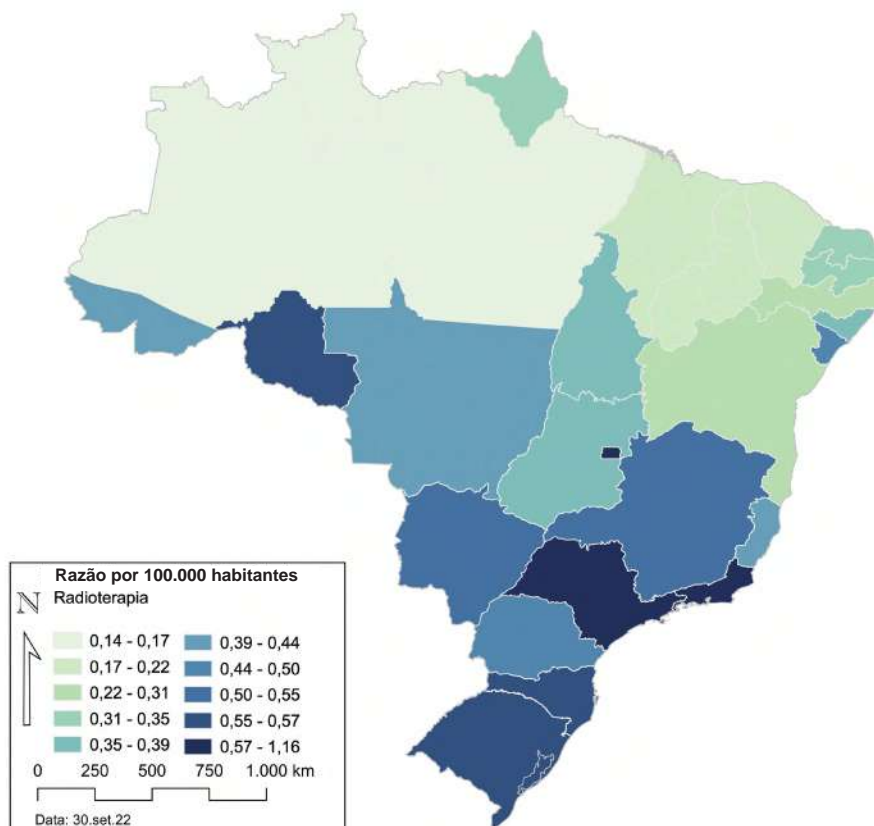 Razão por 100.000 habitantes
N Radioterapia
0,14 - 0,17
0,17 - 0,22
0,22 - 0,31
0,31 - 0,35
0,35 - 0,39
0,39 - 0,44
0,44 - 0,50
0,50 - 0,55
0,55 - 0,57
0,57 - 1,16
0 250 500 750 1.000 km
Data: 30.set.22